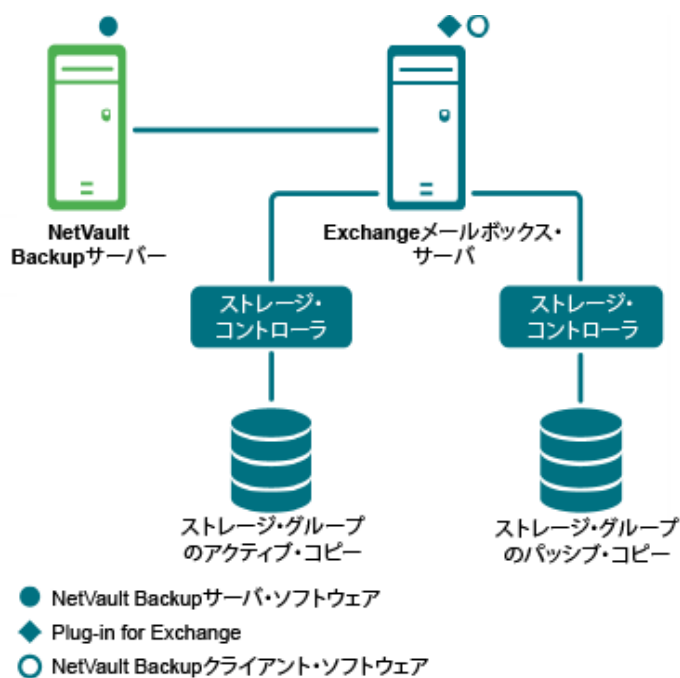 NetVault
Backupサーバー
Exchangeメールボックス・
サーバ
ストレージ・
コントローラ
ストレージ・
コントローラ
ストレージ・グループ
のアクティブ・コピー
ストレージ・グループ
のパッシブ・コピー
NetVault Backupサーバ・ソフトウェア
Plug-in for Exchange
NetVault Backupクライアント・ソフトウェア